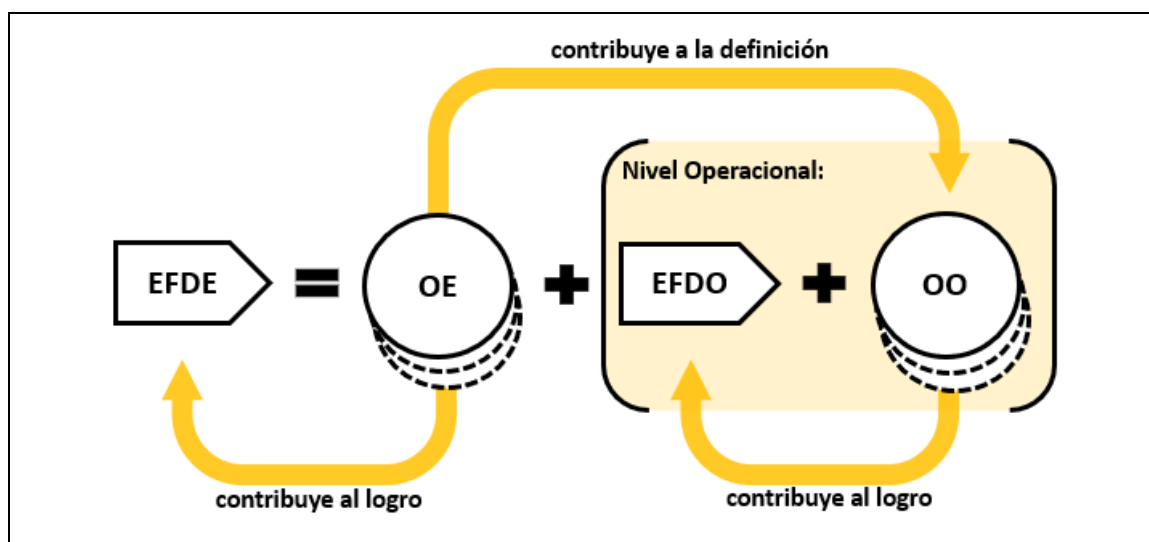 contribuye a la definición
Nivel Operacional:
EFDE = OE + EFDO + OO
contribuye al logro
contribuye al logro